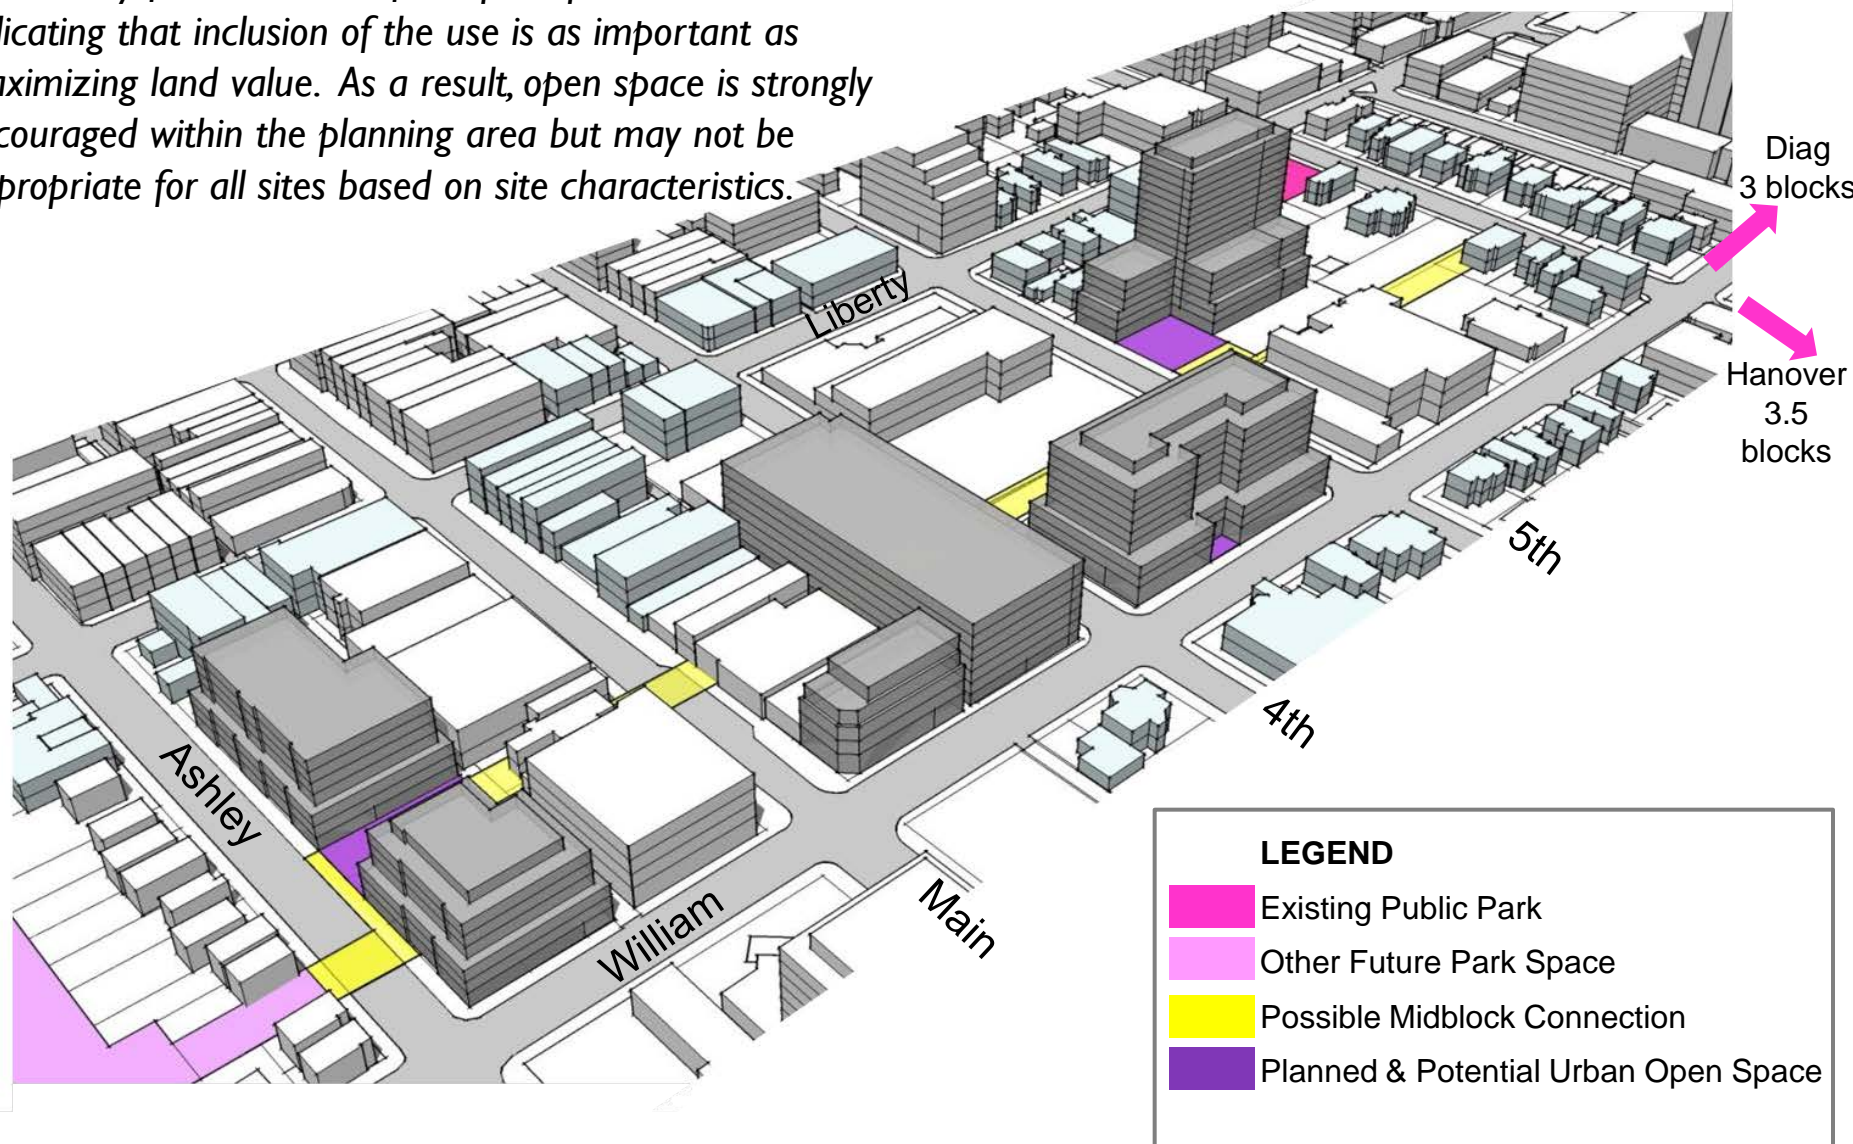 licating that inclusion of the use is as important as
aximizing land value. As a result, open space is strongly
couraged within the planning area but may not be
propriate for all sites based on site characteristics.
Diag
3 blocks
Liberty
Hanover
3.5
blocks
5th
4th
Ashley
Main
William
LEGEND
Existing Public Park
Other Future Park Space
Possible Midblock Connection
Planned & Potential Urban Open Space